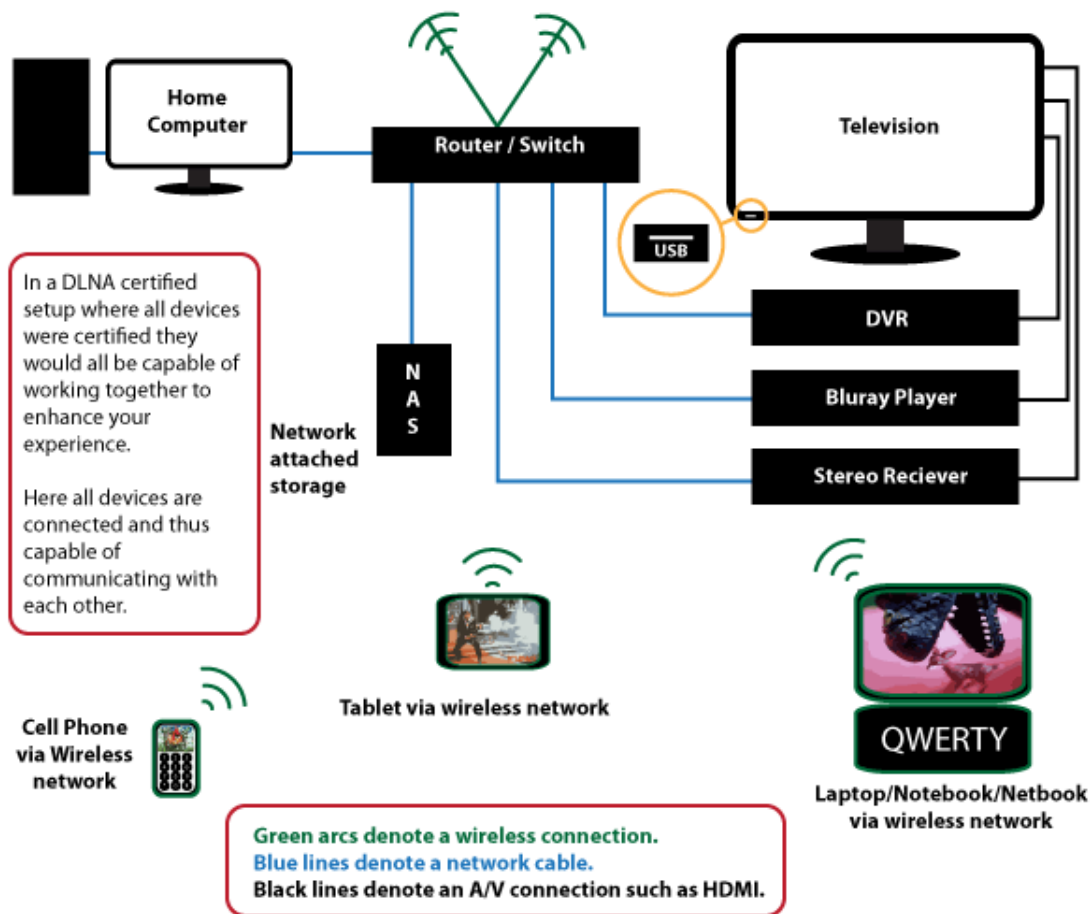 Home
Computer
Router / Switch
Television
USB
DVR
Bluray Player
Stereo Reciever
N
A
S
Network
attached
storage
In a DLNA certified
setup where all devices
were certified they
would all be capable of
working together to
enhance your
experience.
Here all devices are
connected and thus
capable of
communicating with
each other.
Tablet via wireless network
Cell Phone
via Wireless
network
QWERTY
Laptop/Notebook/Netbook
via wireless network
Green arcs denote a wireless connection.
Blue lines denote a network cable.
Black lines denote an A/V connection such as HDMI.